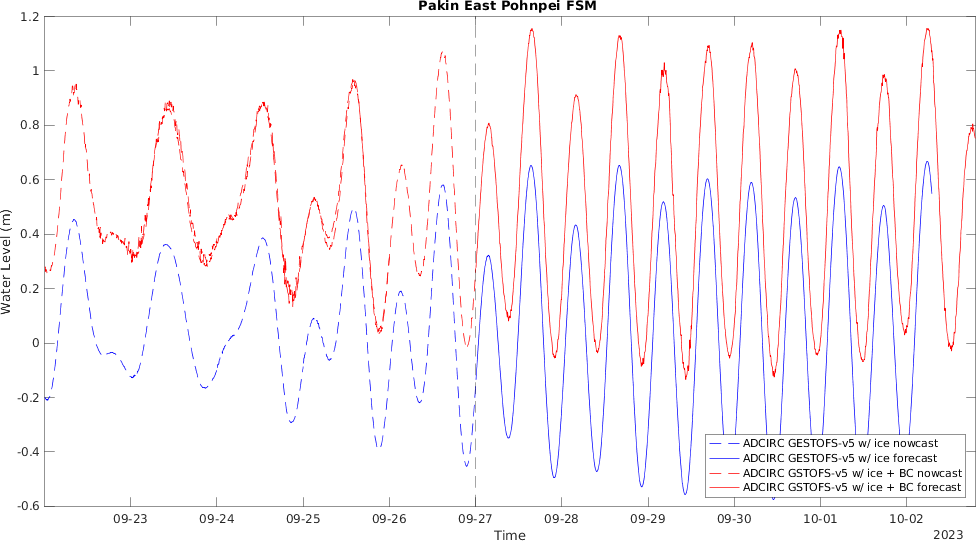 Pakin East Pohnpei FSM
1.2
1
0.8
0.6
0.4
0.2
0
-0.2
-0.4
-0.6
Water Level (m)
ADCIRC GESTOFS-v5 w/ ice nowcast
ADCIRC GESTOFS-v5 w/ ice forecast
ADCIRC GSTOFS-v5 w/ ice + BC nowcast
ADCIRC GSTOFS-v5 w/ ice + BC forecast
09-23 09-24 09-25 09-26 09-27 09-28 09-29 09-30 10-01 10-02
Time
2023